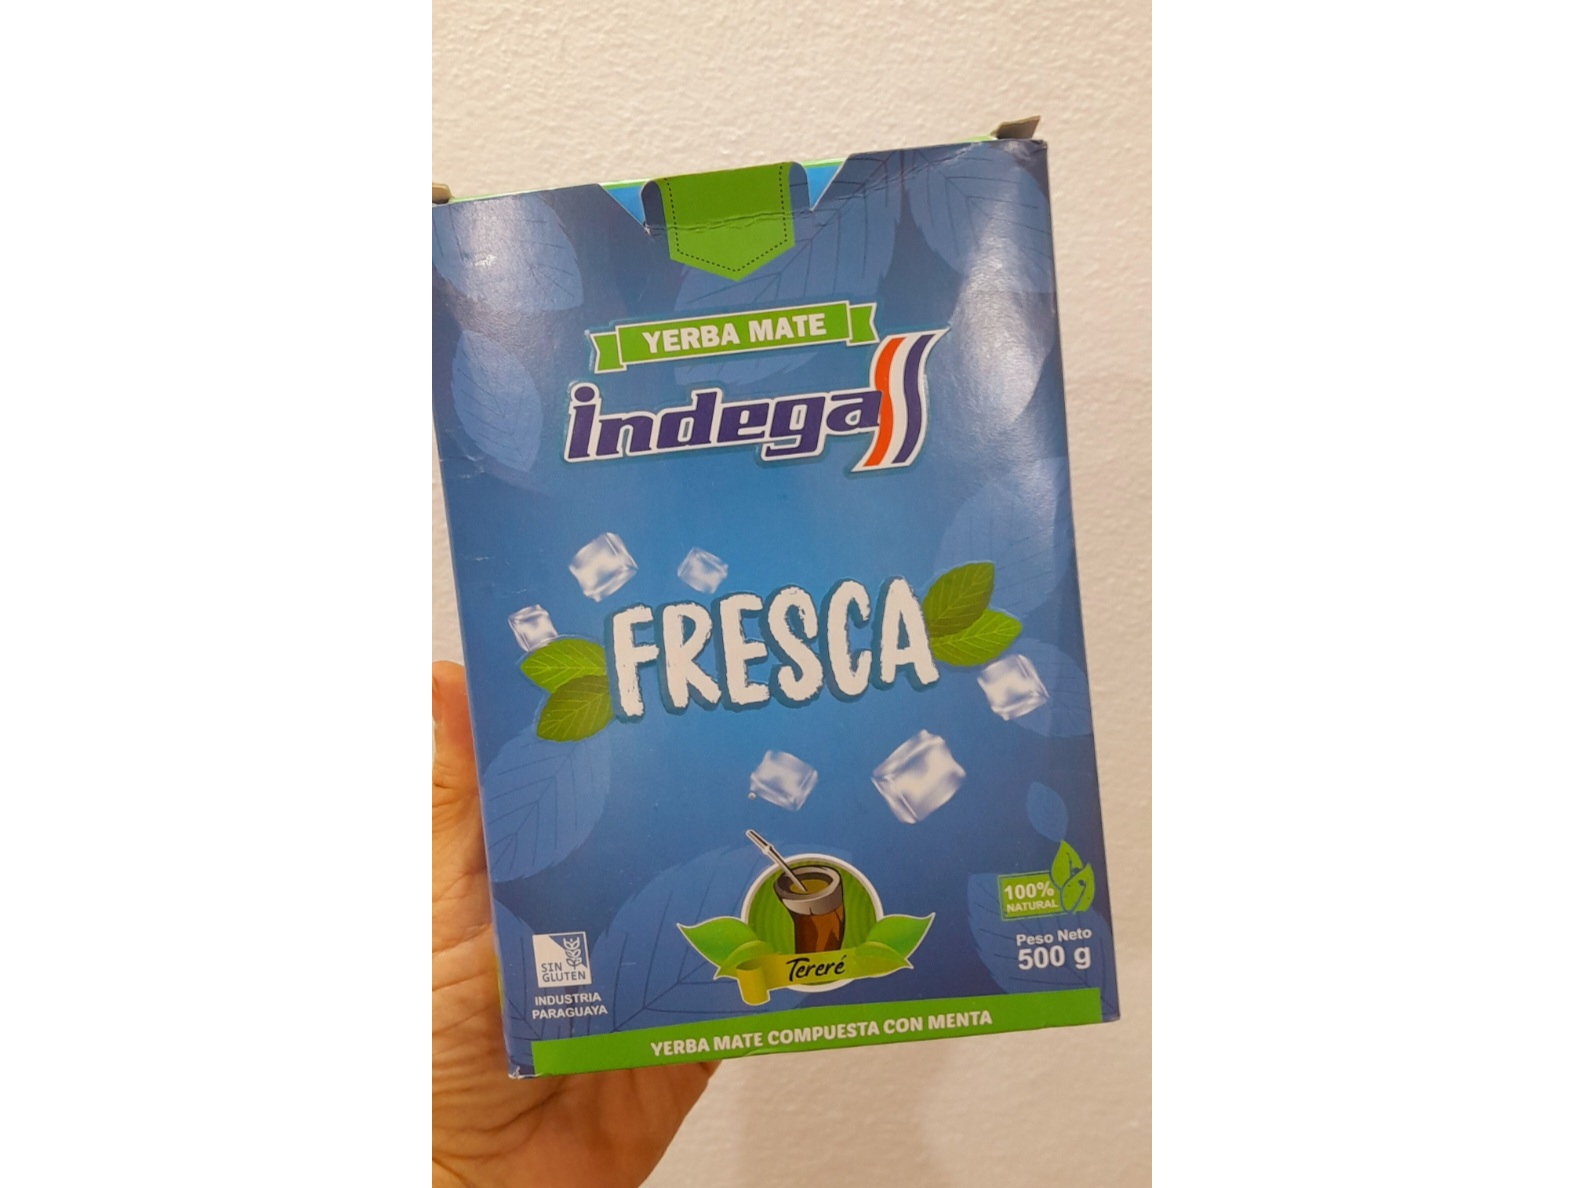 YERBA MATE
indega
FRESCA
100%
NATURAL
Peso Neto
500 g
SIN
GLUTEN
INDUSTRIA
PARAGUAYA
Tereré
YERBA MATE COMPUESTA CON MENTA